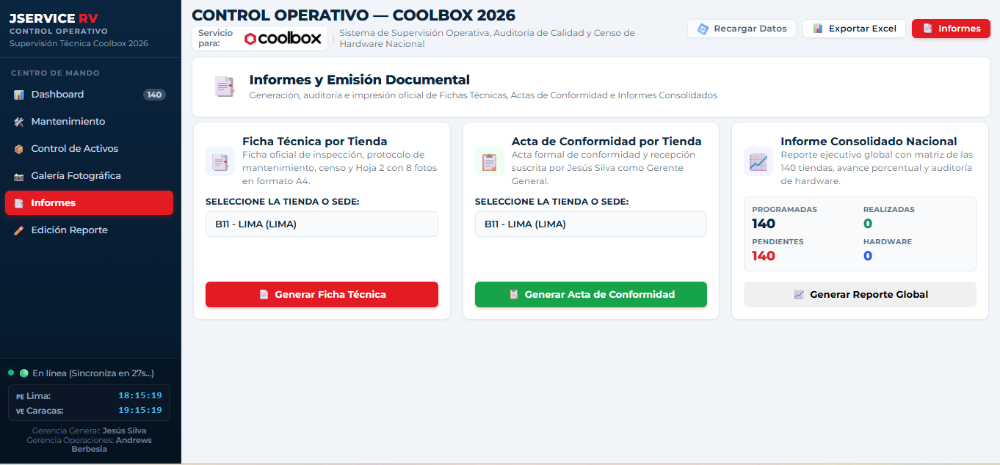 JSERVICE RV
CONTROL OPERATIVO
Supervisión Técnica Coolbox 2026
CENTRO DE MANDO
Dashboard 140
Mantenimiento
Control de Activos
Galería Fotográfica
Informes
Edición Reporte
En línea (Sincroniza en 27s...)
PE Lima: 18:15:19
VE Caracas: 19:15:19
Gerencia General: Jesús Silva
Gerencia Operaciones: Andrews
Berbesia
CONTROL OPERATIVO — COOLBOX 2026
Servicio
para:
coolbox
Sistema de Supervisión Operativa, Auditoría de Calidad y Censo de
Hardware Nacional
Recargar Datos
Exportar Excel
Informes
Informes y Emisión Documental
Generación, auditoría e impresión oficial de Fichas Técnicas, Actas de Conformidad e Informes Consolidados
Ficha Técnica por Tienda
Ficha oficial de inspección, protocolo de
mantenimiento, censo y Hoja 2 con 8 fotos
en formato A4.
SELECCIONE LA TIENDA O SEDE:
B11 - LIMA (LIMA)
Generar Ficha Técnica
Acta de Conformidad por Tienda
Acta formal de conformidad y recepción
suscrita por Jesús Silva como Gerente
General.
SELECCIONE LA TIENDA O SEDE:
B11 - LIMA (LIMA)
Generar Acta de Conformidad
Informe Consolidado Nacional
Reporte ejecutivo global con matriz de las
140 tiendas, avance porcentual y auditoría
de hardware.
PROGRAMADAS REALIZADAS
140 0
PENDIENTES HARDWARE
140 0
Generar Reporte Global